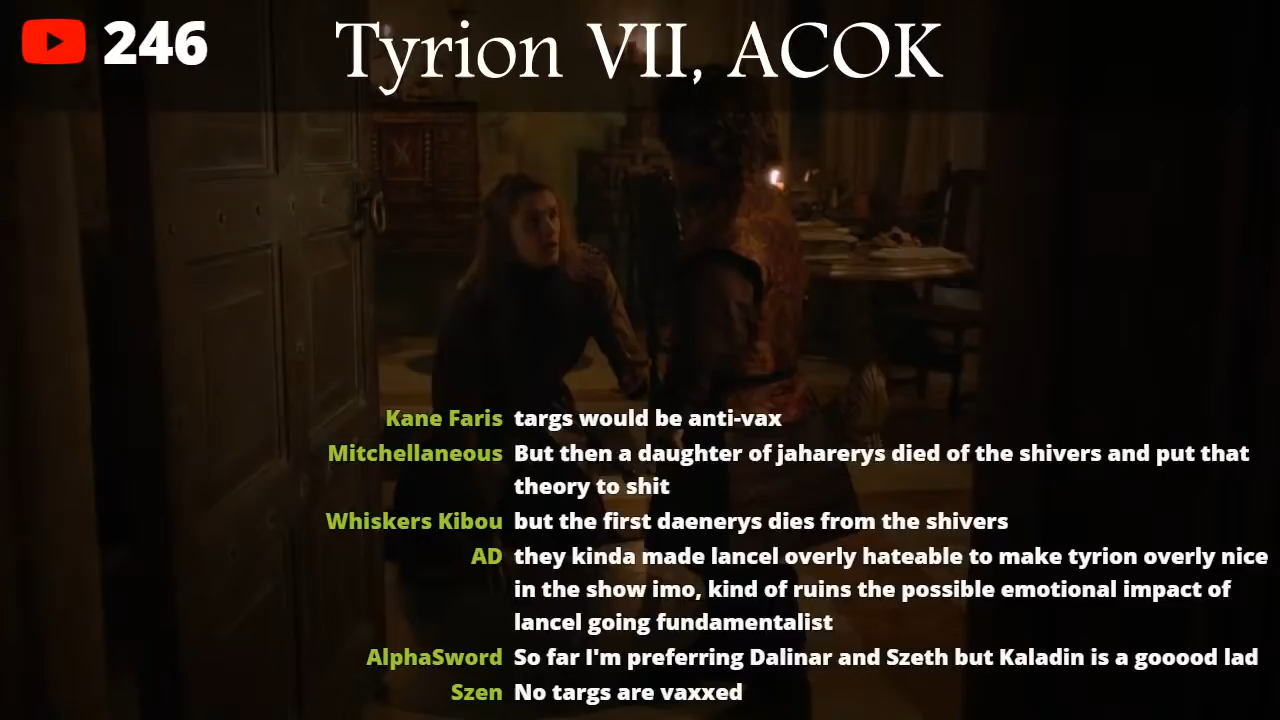 246
Tyrion VII, ACOK
Kane Faris targs would be anti-vax
Mitchellaneous But then a daughter of jaharerys died of the shivers and put that
theory to shit
Whiskers Kibou but the first daenerys dies from the shivers
AD they kinda made lancel overly hateable to make tyrion overly nice
in the show imo, kind of ruins the possible emotional impact of
lancel going fundamentalist
AlphaSword So far I'm preferring Dalinar and Szeth but Kaladin is a gooood lad
Szen No targs are vaxxed